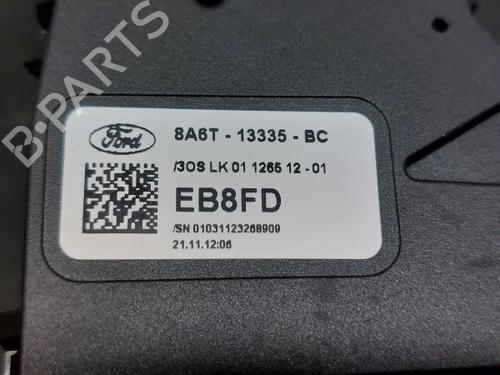 B-PARTS
Ford
8A6T - 13335 - BC
/3OS LK 01 1265 12 - 01
EB8FD
/SN 01031123268909
21.11.12:06